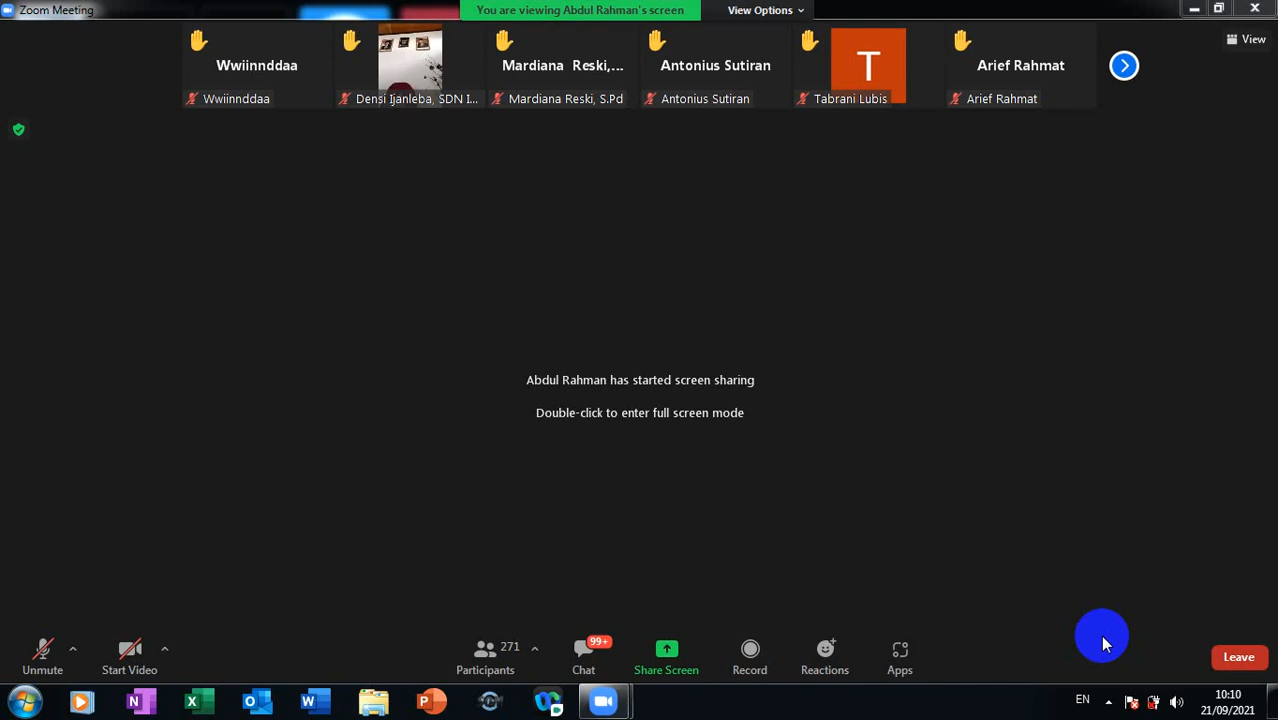 Zoom Meeting
You are viewing Abdul Rahman's screen
View Options
View
Wwiinnddaa
Mardiana Reski,...
Antonius Sutiran
T
Arief Rahmat
Wwiinnddaa
Densi Ijanleba, SDN I...
Mardiana Reski, S.Pd
Antonius Sutiran
Tabrani Lubis
Arief Rahmat
Abdul Rahman has started screen sharing
Double-click to enter full screen mode
Unmute
Start Video
271
Participants
99+
Chat
Share Screen
Record
Reactions
Apps
Leave
N
X
O
W
P
EN
10:10
21/09/2021